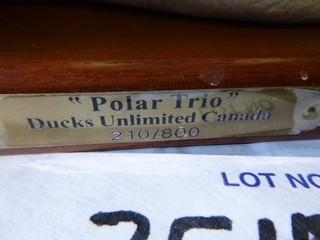 " Polar Trio "
Ducks Unlimited Canada
210/800
LOT NO